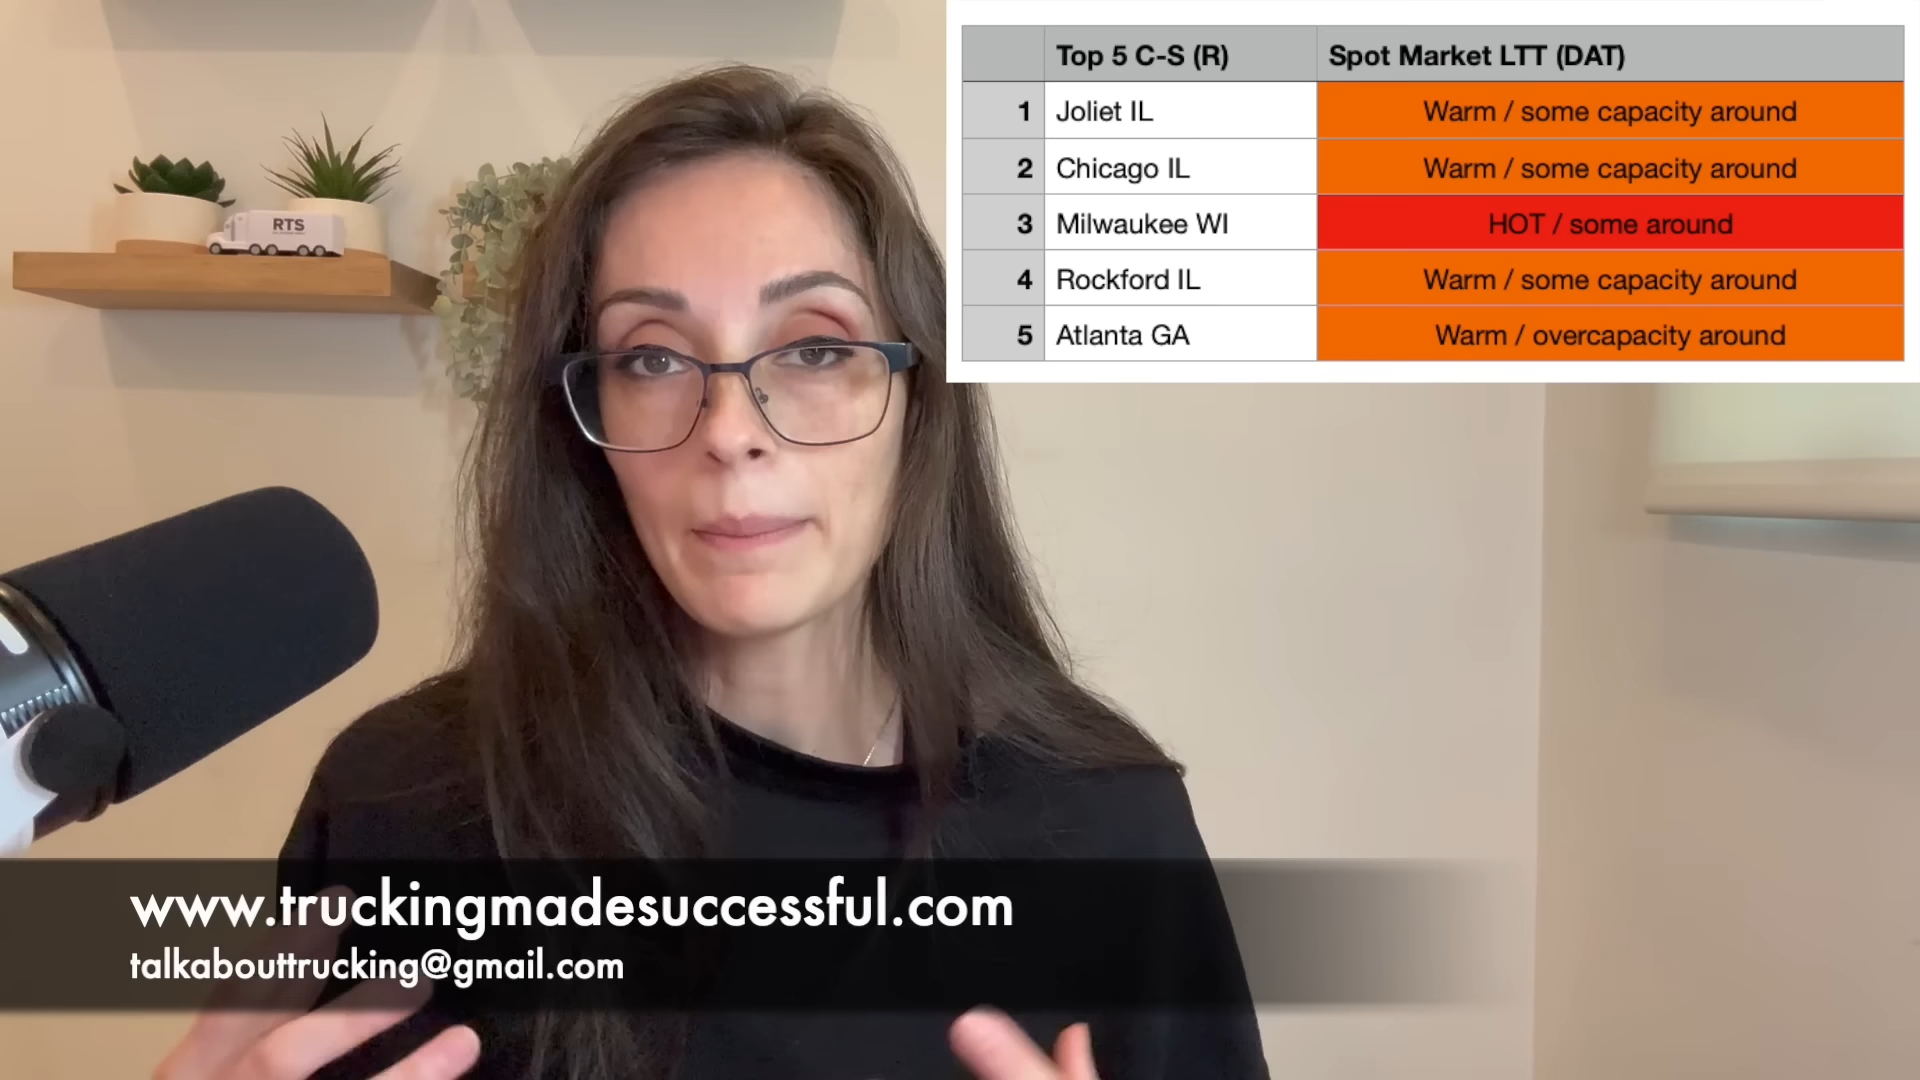 Top 5 C-S (R) Spot Market LTT (DAT)
1 Joliet IL Warm / some capacity around
2 Chicago IL Warm / some capacity around
3 Milwaukee WI HOT / some around
4 Rockford IL Warm / some capacity around
5 Atlanta GA Warm / overcapacity around
RTS
www.truckingmadesuccessful.com
talkabouttrucking@gmail.com